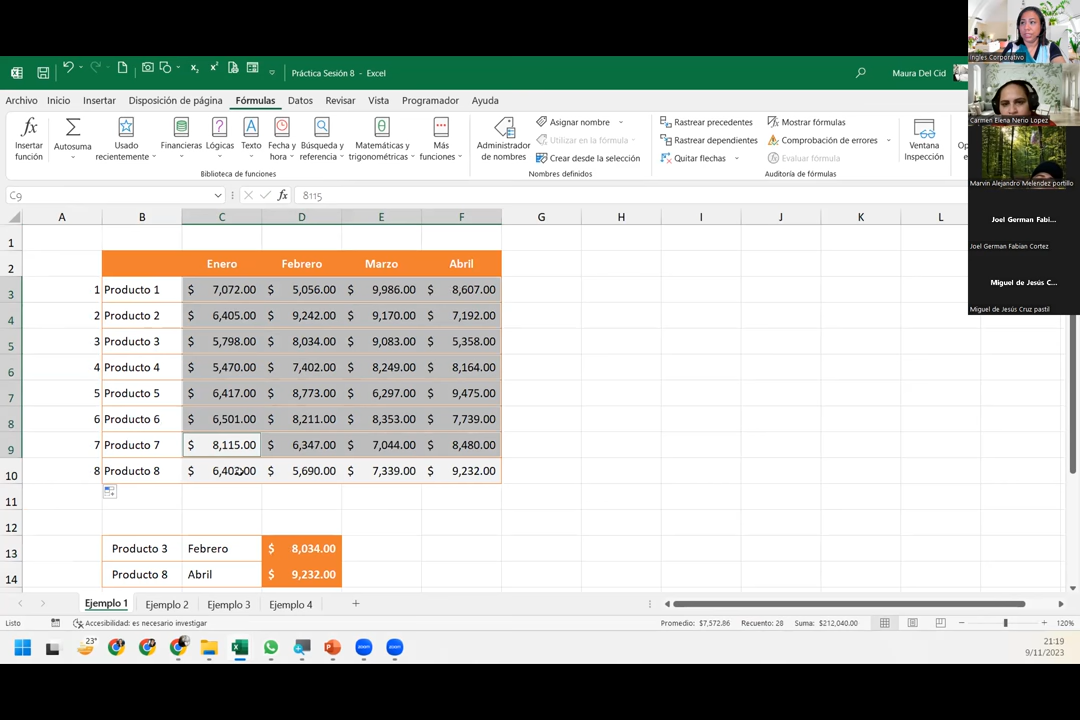 Práctica Sesión 8 - Excel
Maura Del Cid
Archivo Inicio Insertar Disposición de página Fórmulas Datos Revisar Vista Programador Ayuda
Insertar función
Autosuma
Usado recientemente
Financieras
Lógicas
Texto
Fecha y hora
Búsqueda y referencia
Matemáticas y trigonométricas
Más funciones
Biblioteca de funciones
Administrador de nombres
Asignar nombre
Utilizar en la fórmula
Crear desde la selección
Nombres definidos
Rastrear precedentes
Rastrear dependientes
Quitar flechas
Mostrar fórmulas
Comprobación de errores
Evaluar fórmula
Auditoría de fórmulas
Ventana Inspección
Op
C9 fx 8115
A B C D E F G H I J K L
1
2 Enero Febrero Marzo Abril
3 1 Producto 1 $ 7,072.00 $ 5,056.00 $ 9,986.00 $ 8,607.00
4 2 Producto 2 $ 6,405.00 $ 9,242.00 $ 9,170.00 $ 7,192.00
5 3 Producto 3 $ 5,798.00 $ 8,034.00 $ 9,083.00 $ 5,358.00
6 4 Producto 4 $ 5,470.00 $ 7,402.00 $ 8,249.00 $ 8,164.00
7 5 Producto 5 $ 6,417.00 $ 8,773.00 $ 6,297.00 $ 9,475.00
8 6 Producto 6 $ 6,501.00 $ 8,211.00 $ 8,353.00 $ 7,739.00
9 7 Producto 7 $ 8,115.00 $ 6,347.00 $ 7,044.00 $ 8,480.00
10 8 Producto 8 $ 6,402.00 $ 5,690.00 $ 7,339.00 $ 9,232.00
11
12
13 Producto 3 Febrero $ 8,034.00
14 Producto 8 Abril $ 9,232.00
Ejemplo 1 Ejemplo 2 Ejemplo 3 Ejemplo 4
Listo
Accesibilidad: es necesario investigar
Promedio: $7,572.86 Recuento: 28 Suma: $212,040.00
120%
23°
21:19
9/11/2023
Ingles Corporativo
Carmen Elena Nerio Lopez
Marvin Alejandro Melendez portillo
Joel German Fabi...
Joel German Fabian Cortez
Miguel de Jesús C...
Miguel de Jesús Cruz pastil